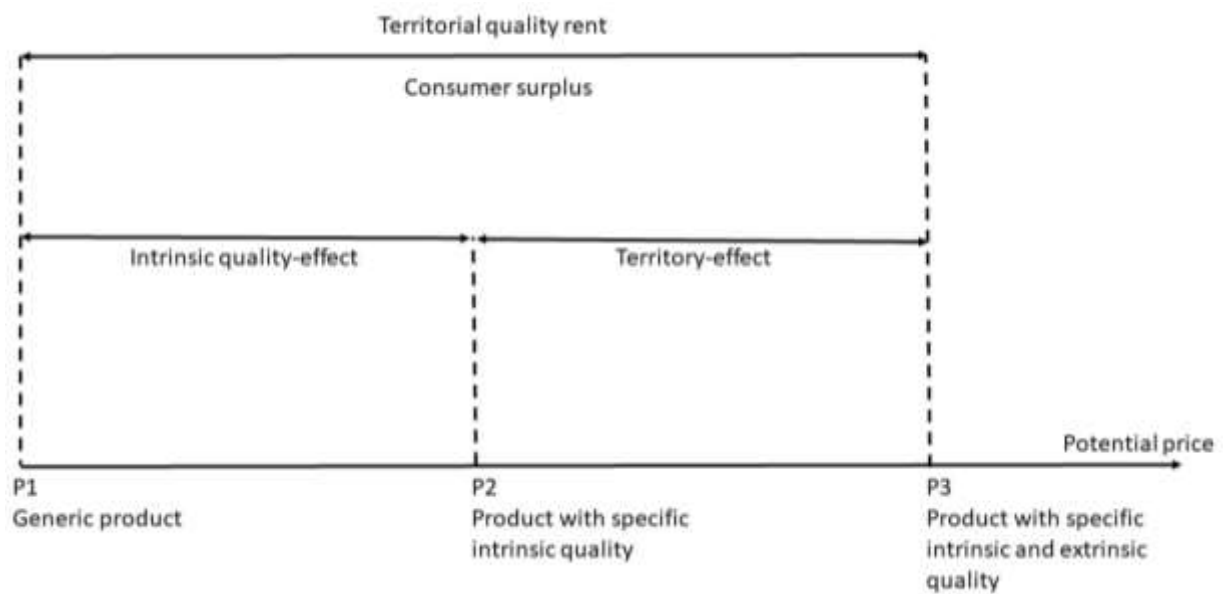 Territorial quality rent
Consumer surplus
Intrinsic quality-effect
Territory-effect
Potential price
P1
Generic product
P2
Product with specific
intrinsic quality
P3
Product with specific
intrinsic and extrinsic
quality